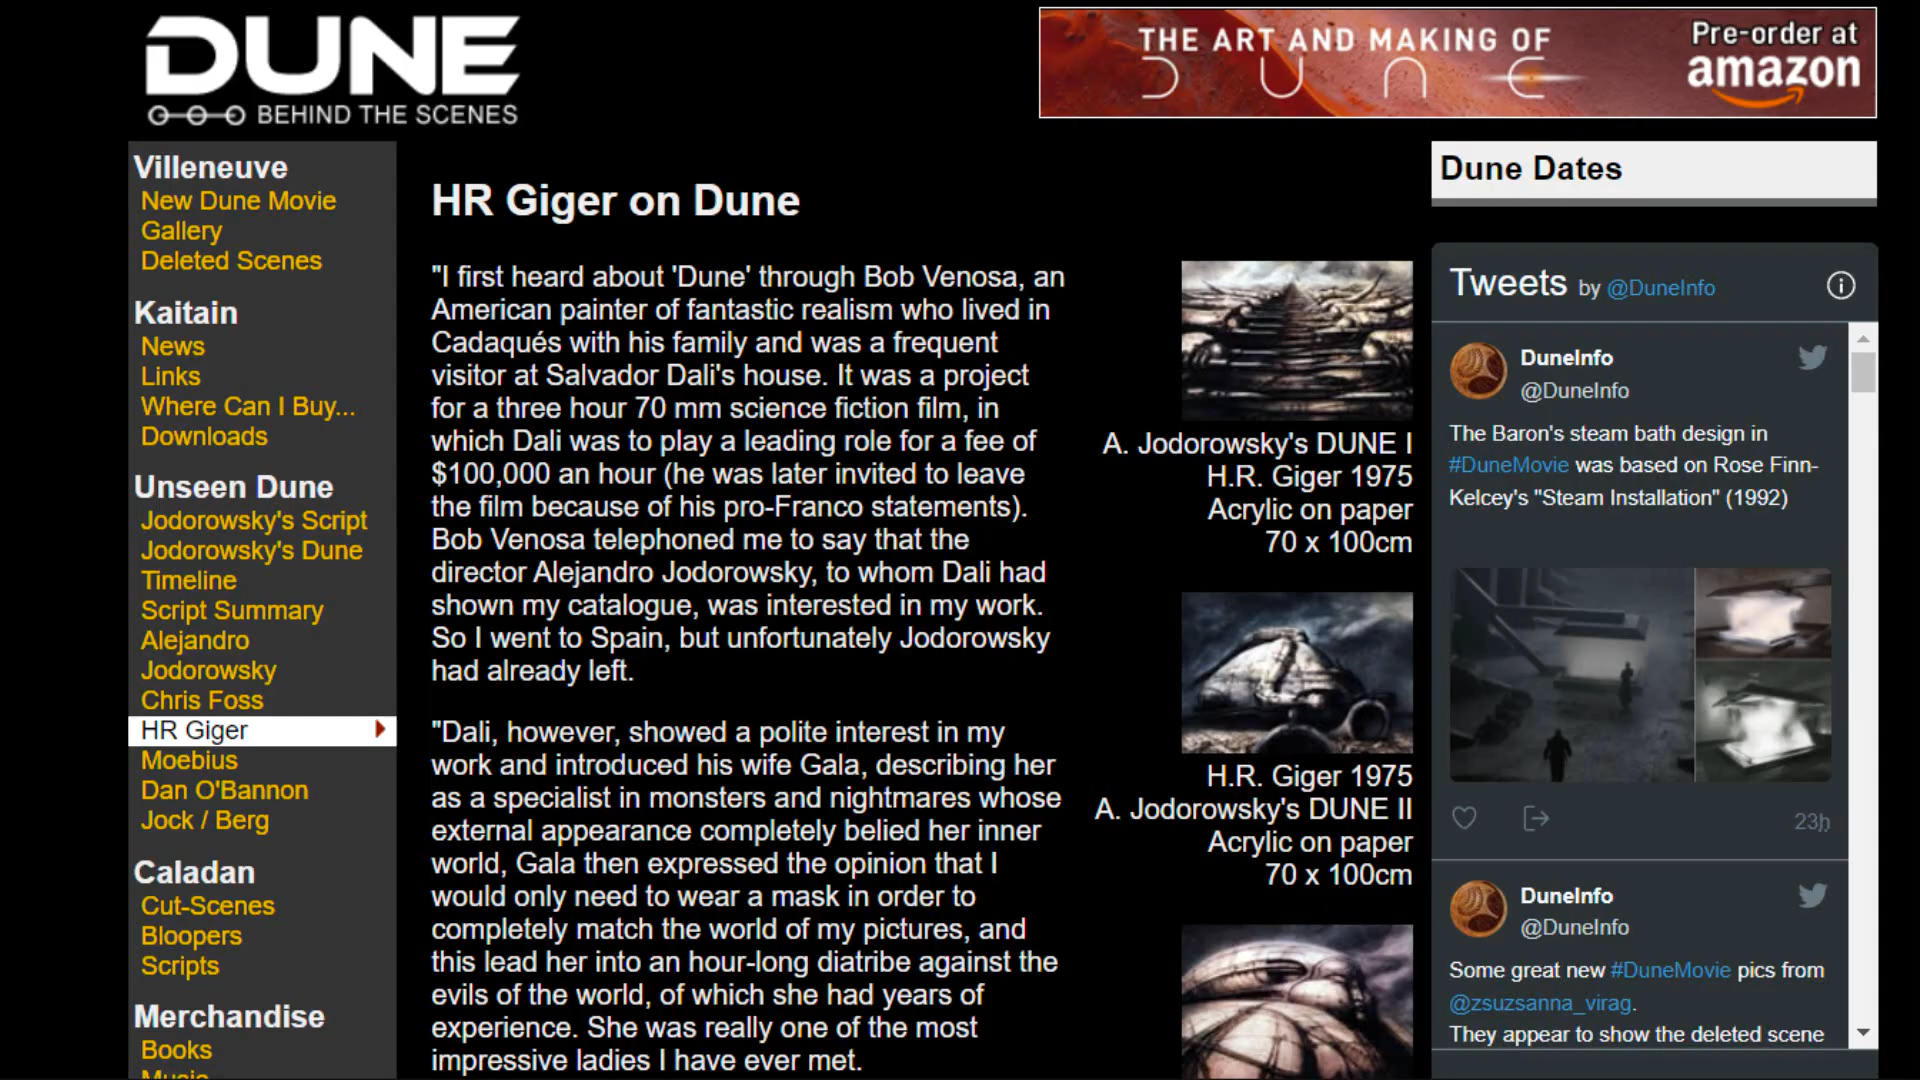 DUNE
BEHIND THE SCENES
THE ART AND MAKING OF
DUNE
Pre-order at
amazon
Villeneuve
New Dune Movie
Gallery
Deleted Scenes
Kaitain
News
Links
Where Can I Buy...
Downloads
Unseen Dune
Jodorowsky's Script
Jodorowsky's Dune
Timeline
Script Summary
Alejandro
Jodorowsky
Chris Foss
HR Giger
Moebius
Dan O'Bannon
Jock / Berg
Caladan
Cut-Scenes
Bloopers
Scripts
Merchandise
Books
Music
HR Giger on Dune
"I first heard about 'Dune' through Bob Venosa, an
American painter of fantastic realism who lived in
Cadaqués with his family and was a frequent
visitor at Salvador Dali's house. It was a project
for a three hour 70 mm science fiction film, in
which Dali was to play a leading role for a fee of
$100,000 an hour (he was later invited to leave
the film because of his pro-Franco statements).
Bob Venosa telephoned me to say that the
director Alejandro Jodorowsky, to whom Dali had
shown my catalogue, was interested in my work.
So I went to Spain, but unfortunately Jodorowsky
had already left.
"Dali, however, showed a polite interest in my
work and introduced his wife Gala, describing her
as a specialist in monsters and nightmares whose
external appearance completely belied her inner
world, Gala then expressed the opinion that I
would only need to wear a mask in order to
completely match the world of my pictures, and
this lead her into an hour-long diatribe against the
evils of the world, of which she had years of
experience. She was really one of the most
impressive ladies I have ever met.
A. Jodorowsky's DUNE I
H.R. Giger 1975
Acrylic on paper
70 x 100cm
H.R. Giger 1975
A. Jodorowsky's DUNE II
Acrylic on paper
70 x 100cm
Dune Dates
Tweets by @DuneInfo
DuneInfo
@DuneInfo
The Baron's steam bath design in
#DuneMovie was based on Rose Finn-
Kelcey's "Steam Installation" (1992)
23h
DuneInfo
@DuneInfo
Some great new #DuneMovie pics from
@zsuzsanna_virag.
They appear to show the deleted scene